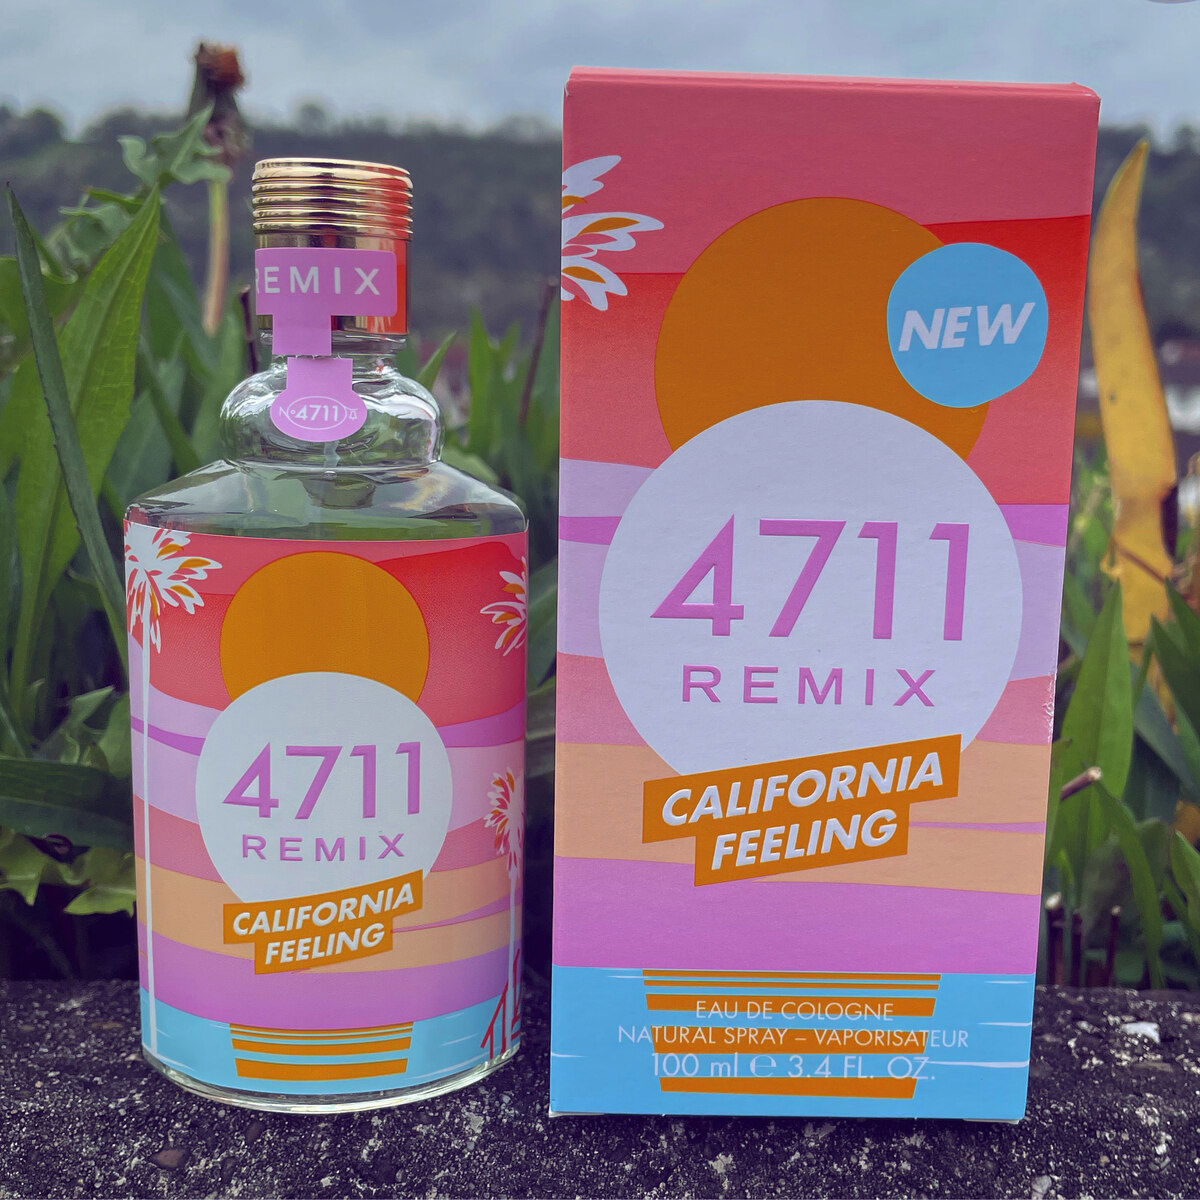 REMIX
Nº4711
4711
REMIX
CALIFORNIA
FEELING
NEW
4711
REMIX
CALIFORNIA
FEELING
EAU DE COLOGNE
NATURAL SPRAY – VAPORISATEUR
100 ml ℮ 3.4 FL. OZ.